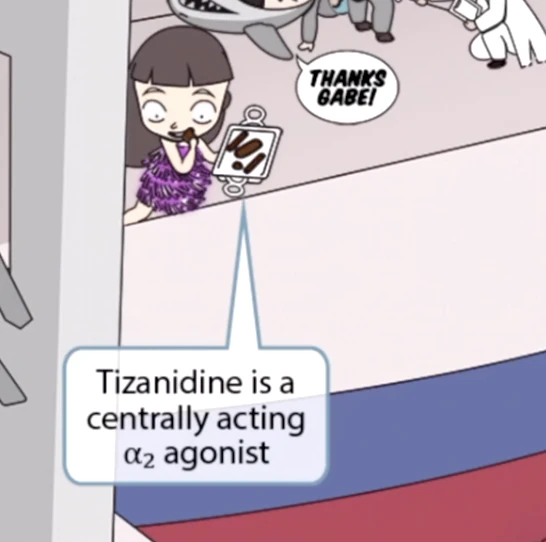 THANKS
GABE!
Tizanidine is a
centrally acting
α₂ agonist